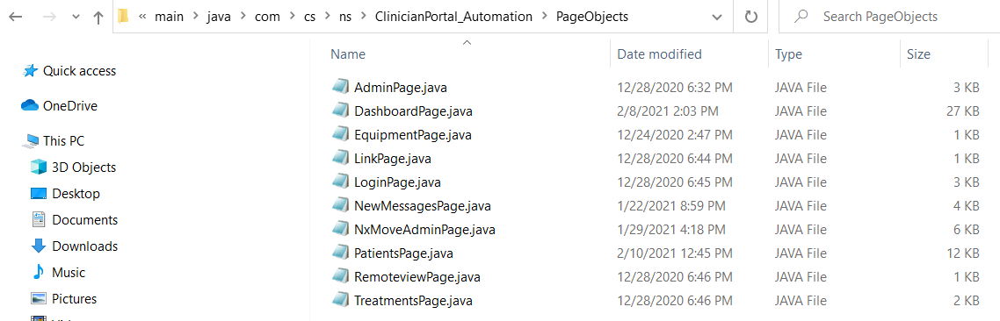 « main > java > com > cs > ns > ClinicianPortal_Automation > PageObjects
Search PageObjects
Quick access
OneDrive
This PC
3D Objects
Desktop
Documents
Downloads
Music
Pictures
Name Date modified Type Size
AdminPage.java 12/28/2020 6:32 PM JAVA File 3 KB
DashboardPage.java 2/8/2021 2:03 PM JAVA File 27 KB
EquipmentPage.java 12/24/2020 2:47 PM JAVA File 1 KB
LinkPage.java 12/28/2020 6:44 PM JAVA File 1 KB
LoginPage.java 12/28/2020 6:45 PM JAVA File 3 KB
NewMessagesPage.java 1/22/2021 8:59 PM JAVA File 4 KB
NxMoveAdminPage.java 1/29/2021 4:18 PM JAVA File 6 KB
PatientsPage.java 2/10/2021 12:45 PM JAVA File 12 KB
RemoteviewPage.java 12/28/2020 6:46 PM JAVA File 1 KB
TreatmentsPage.java 12/28/2020 6:46 PM JAVA File 2 KB